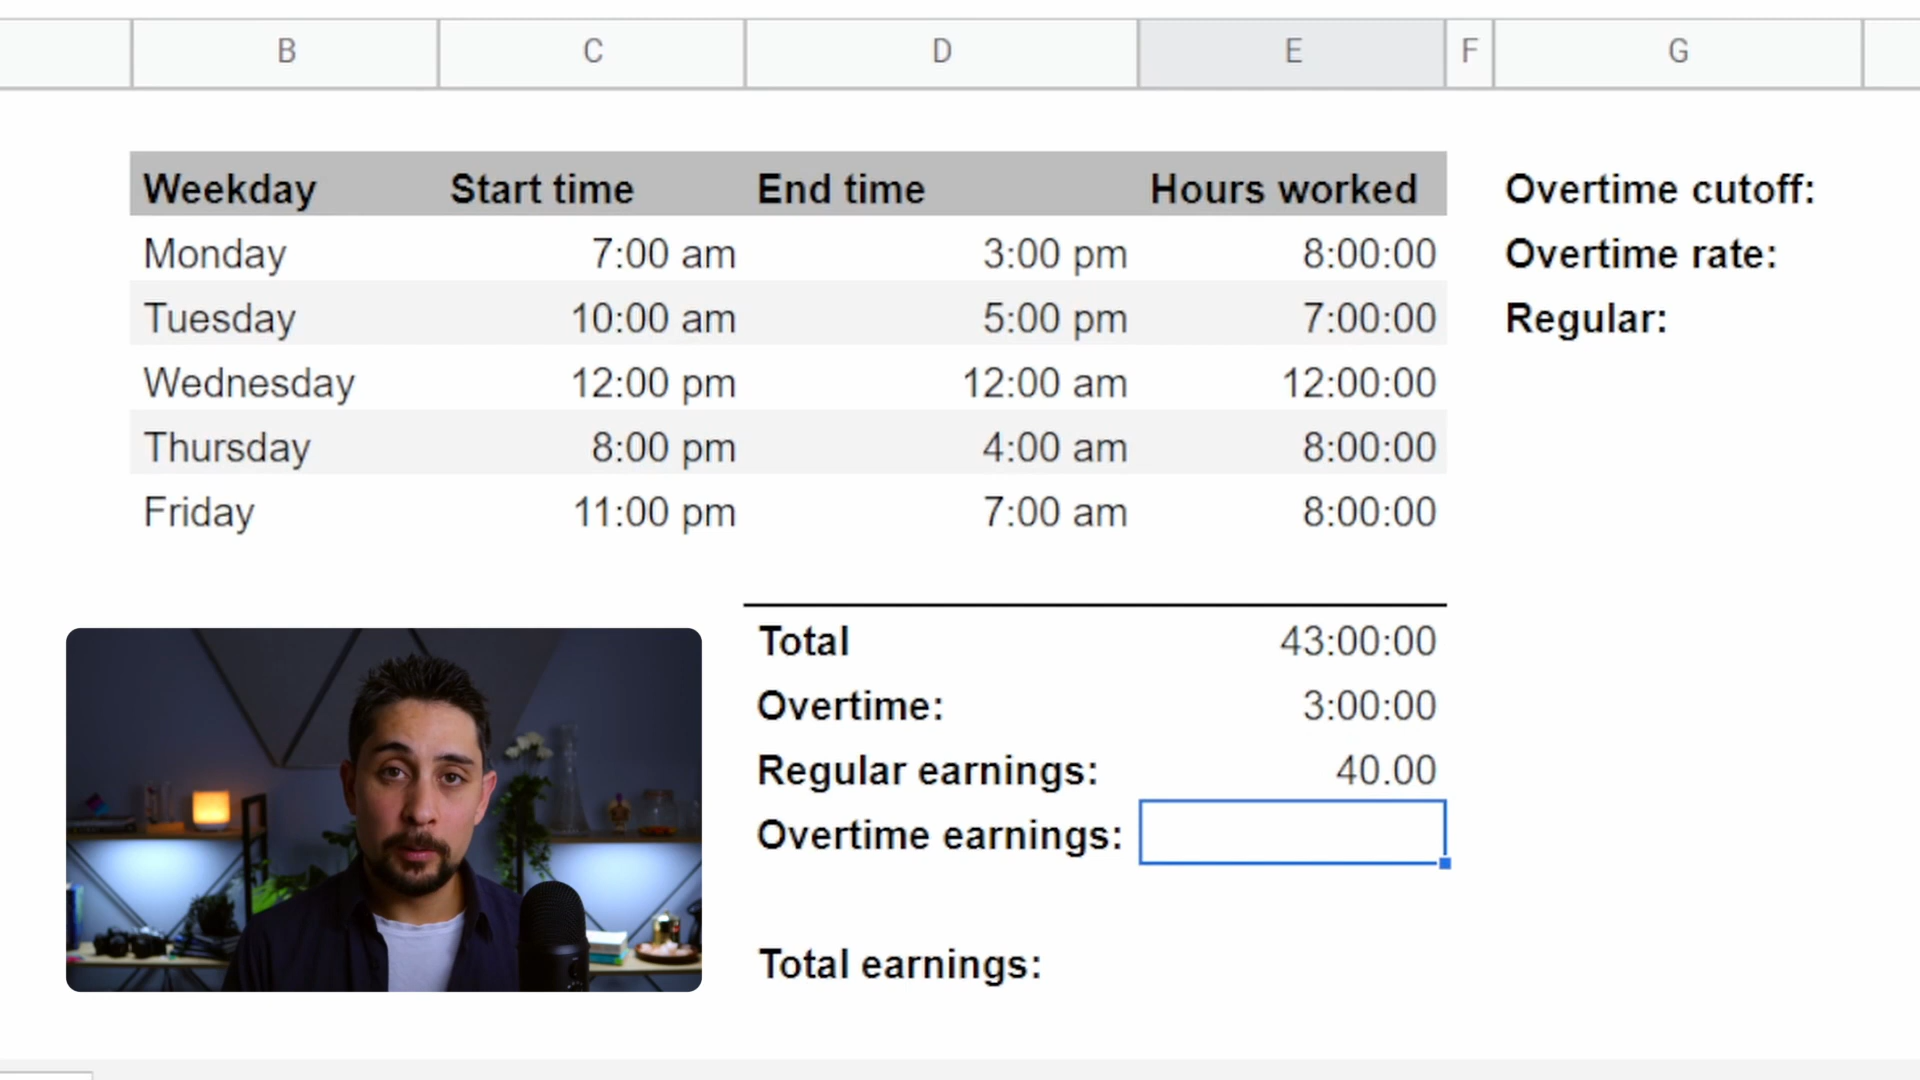 B C D E F G
Weekday Start time End time Hours worked Overtime cutoff:
Monday 7:00 am 3:00 pm 8:00:00 Overtime rate:
Tuesday 10:00 am 5:00 pm 7:00:00 Regular:
Wednesday 12:00 pm 12:00 am 12:00:00
Thursday 8:00 pm 4:00 am 8:00:00
Friday 11:00 pm 7:00 am 8:00:00
Total 43:00:00
Overtime: 3:00:00
Regular earnings: 40.00
Overtime earnings:
Total earnings: